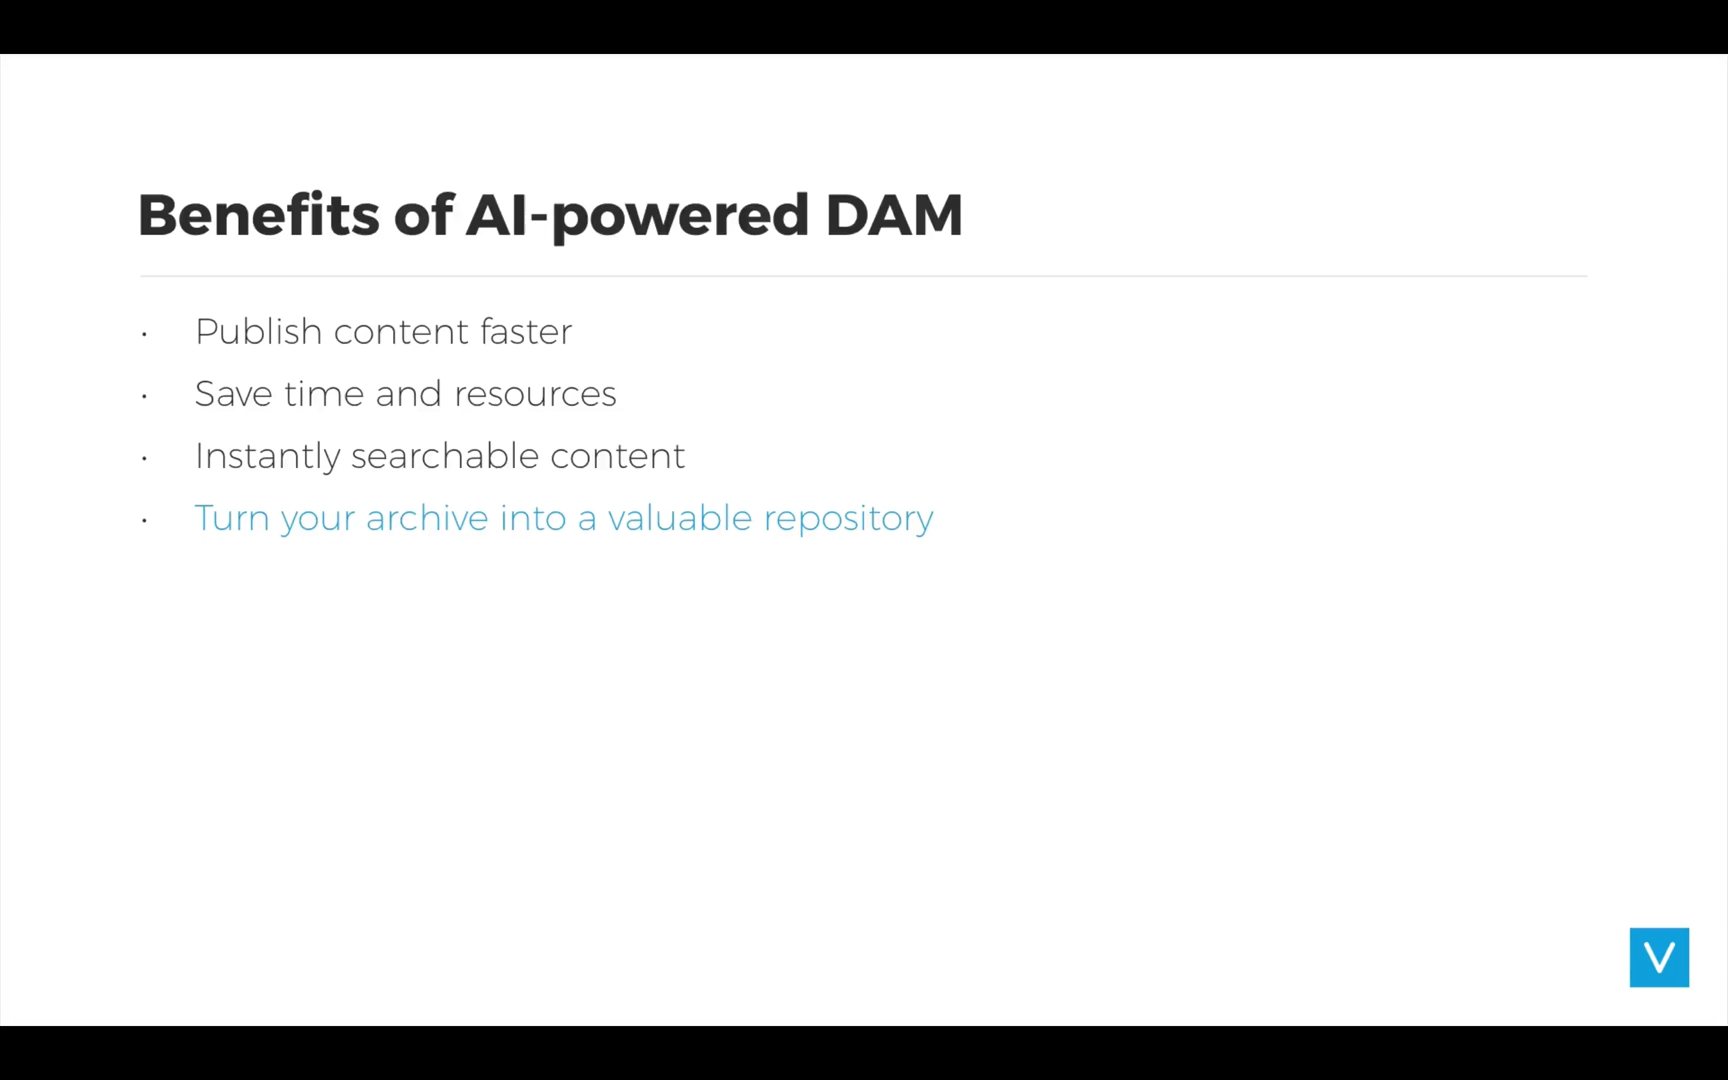 Benefits of AI-powered DAM
· Publish content faster
· Save time and resources
· Instantly searchable content
· Turn your archive into a valuable repository
V